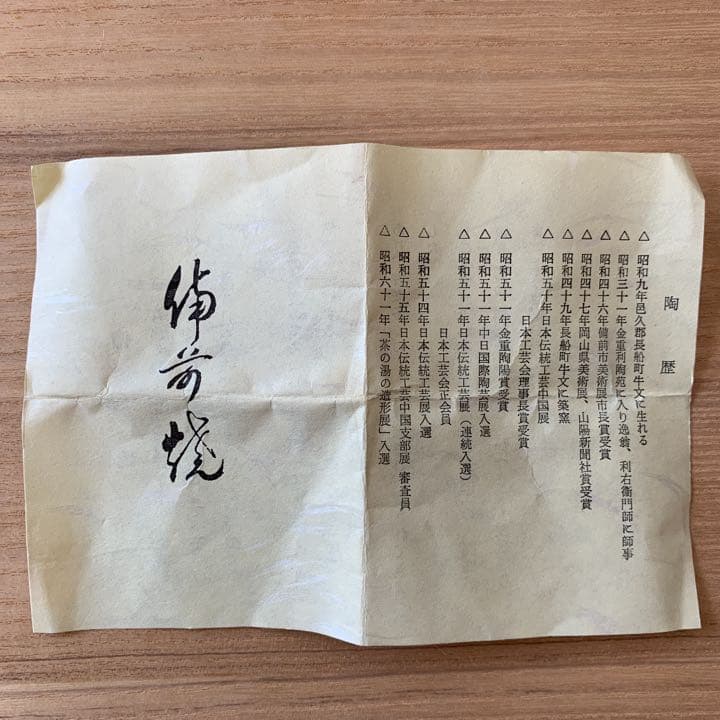 陶歴
△ 昭和九年邑久郡長船町牛文に生れる
△ 昭和三十一年金重利陶苑に入り逸翁、利右衛門師に師事
△ 昭和四十六年備前市美術展市長賞受賞
△ 昭和四十七年岡山県美術展、山陽新聞社賞受賞
△ 昭和四十九年長船町牛文に築窯
△ 昭和五十年日本伝統工芸中国展
日本工芸会理事長賞受賞
△ 昭和五十一年金重陶陽賞受賞
△ 昭和五十一年中日国際陶芸展入選
△ 昭和五十一年日本伝統工芸展(連続入選)
日本工芸会正会員
△ 昭和五十四年日本伝統工芸展入選
△ 昭和五十五年日本伝統工芸中国支部展 審査員
△ 昭和六十一年「茶の湯の造形展」入選
備前焼